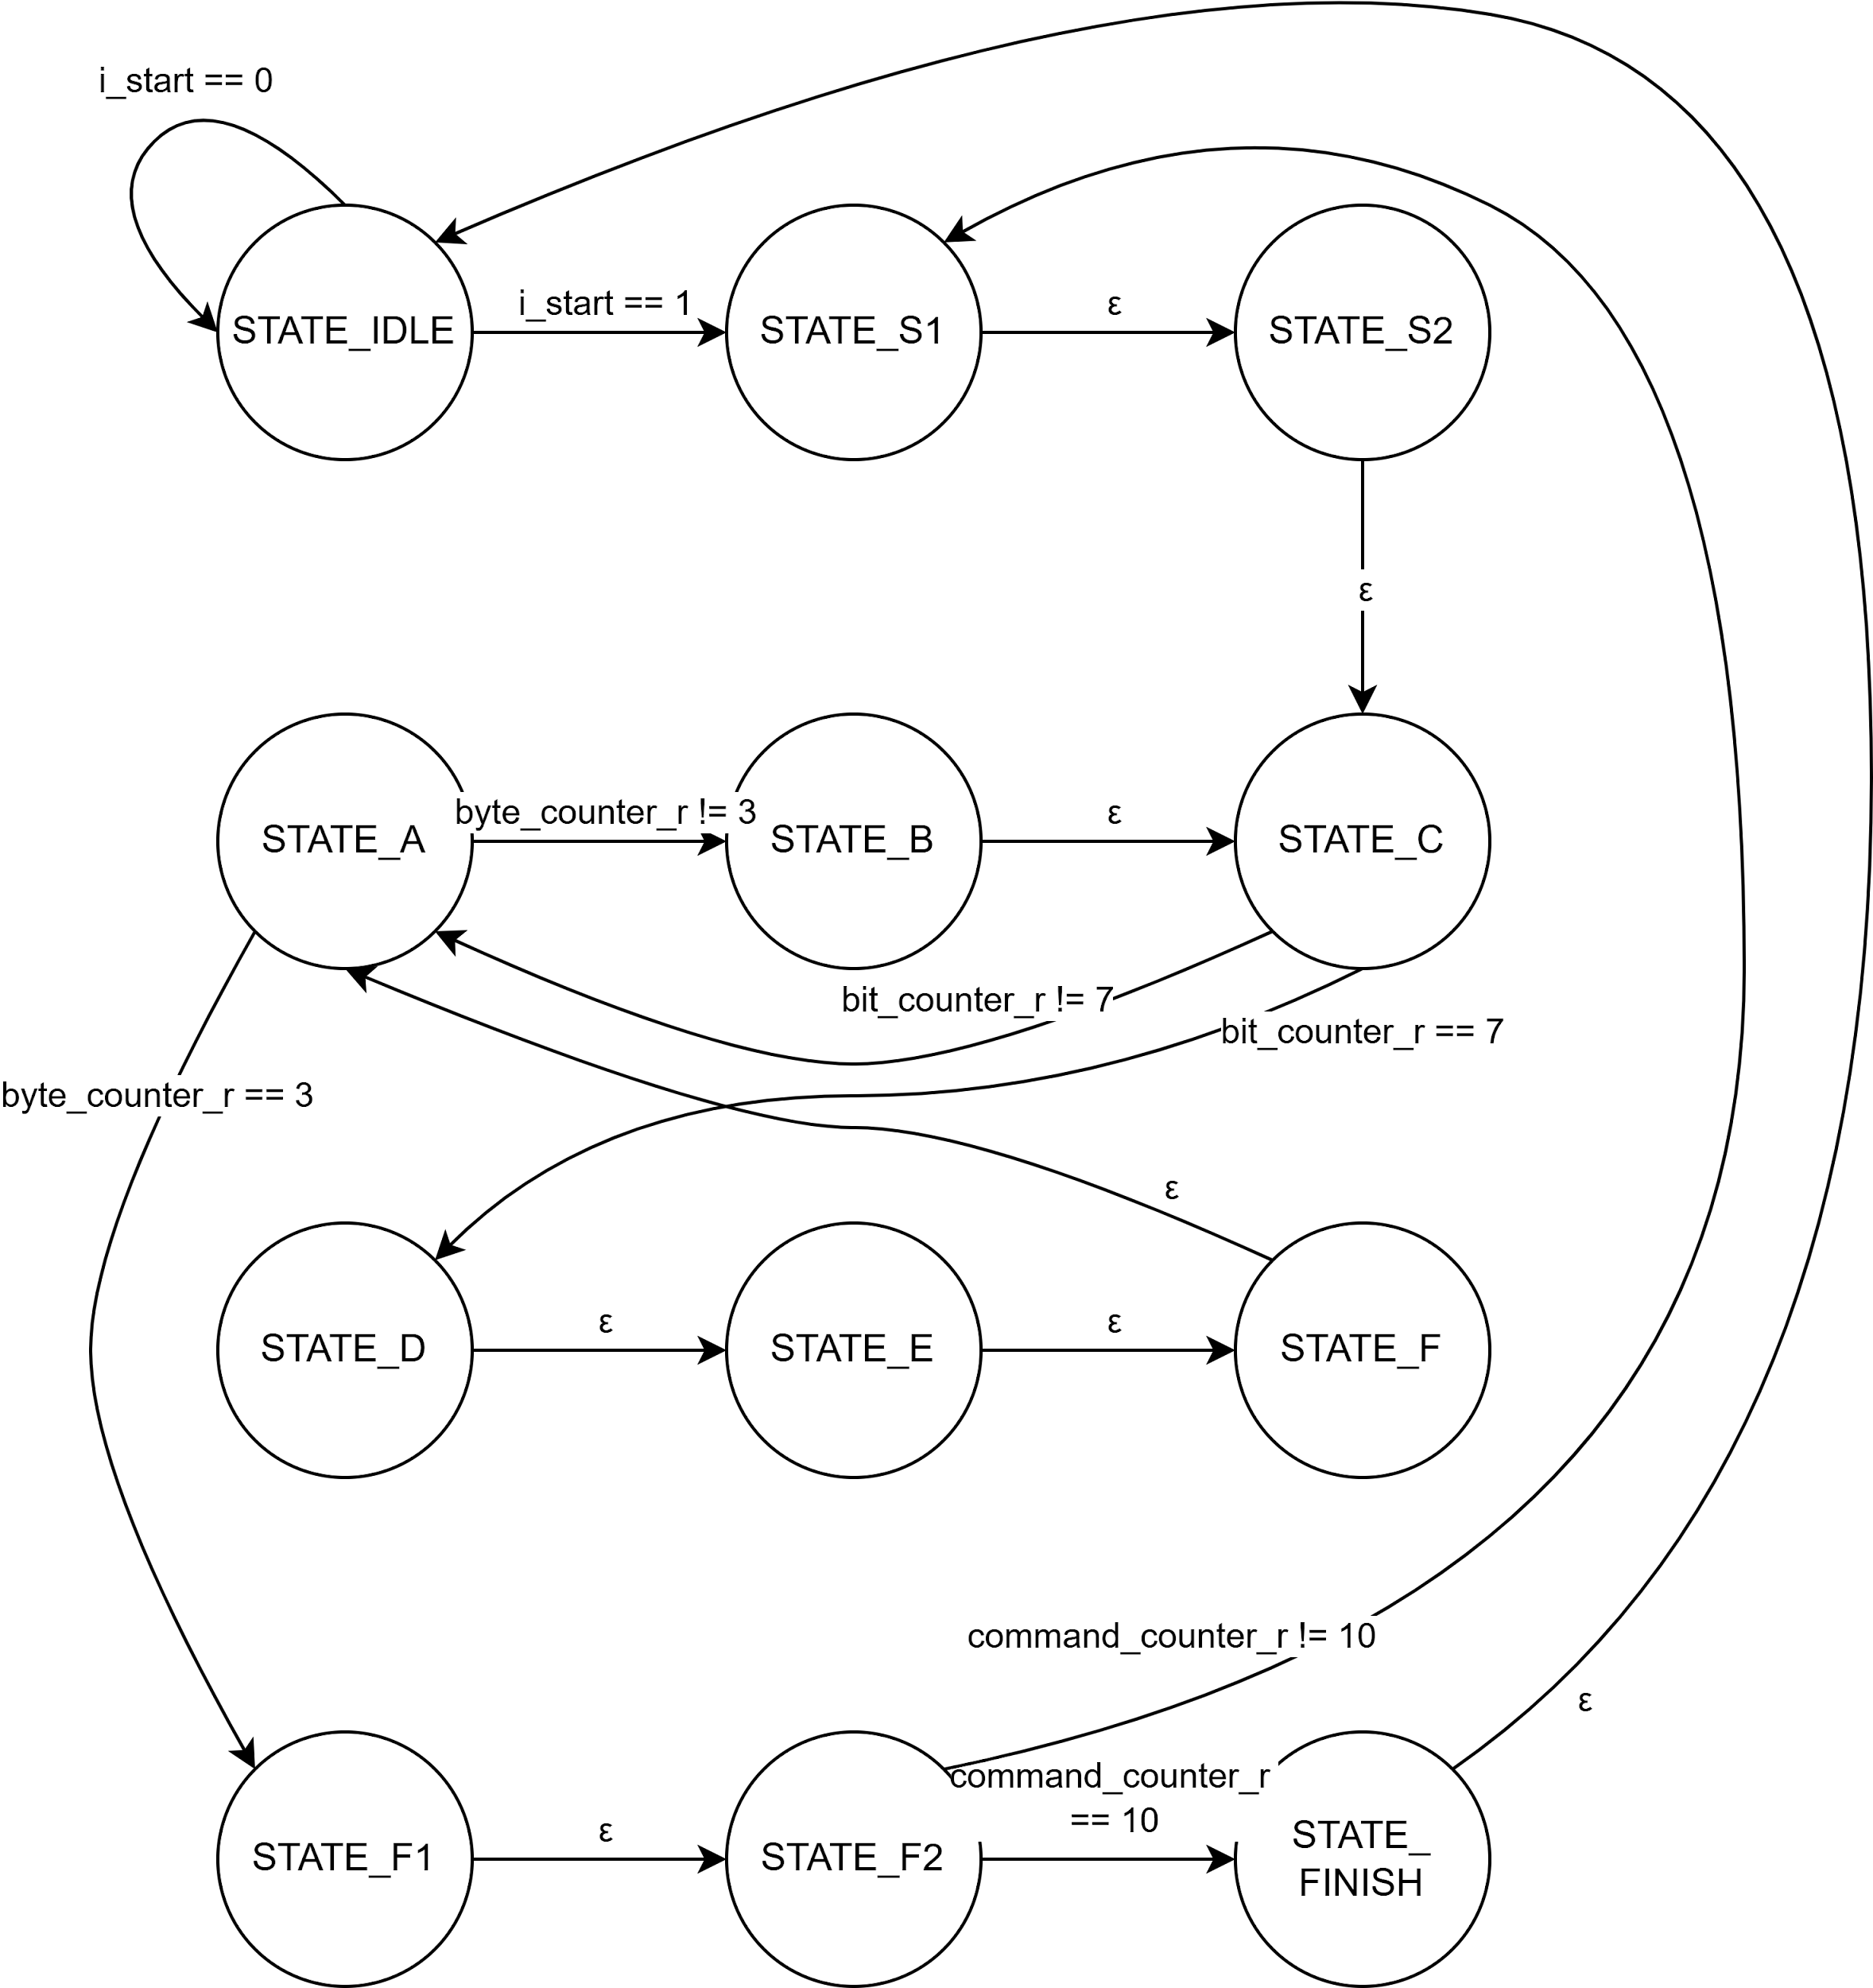 i_start == 0
STATE_IDLE
i_start == 1
STATE_S1
ε
STATE_S2
ε
STATE_A
byte_counter_r != 3
STATE_B
ε
STATE_C
bit_counter_r != 7
bit_counter_r == 7
byte_counter_r == 3
ε
STATE_D
ε
STATE_E
ε
STATE_F
command_counter_r != 10
ε
STATE_F1
ε
STATE_F2
command_counter_r
== 10
STATE_
FINISH